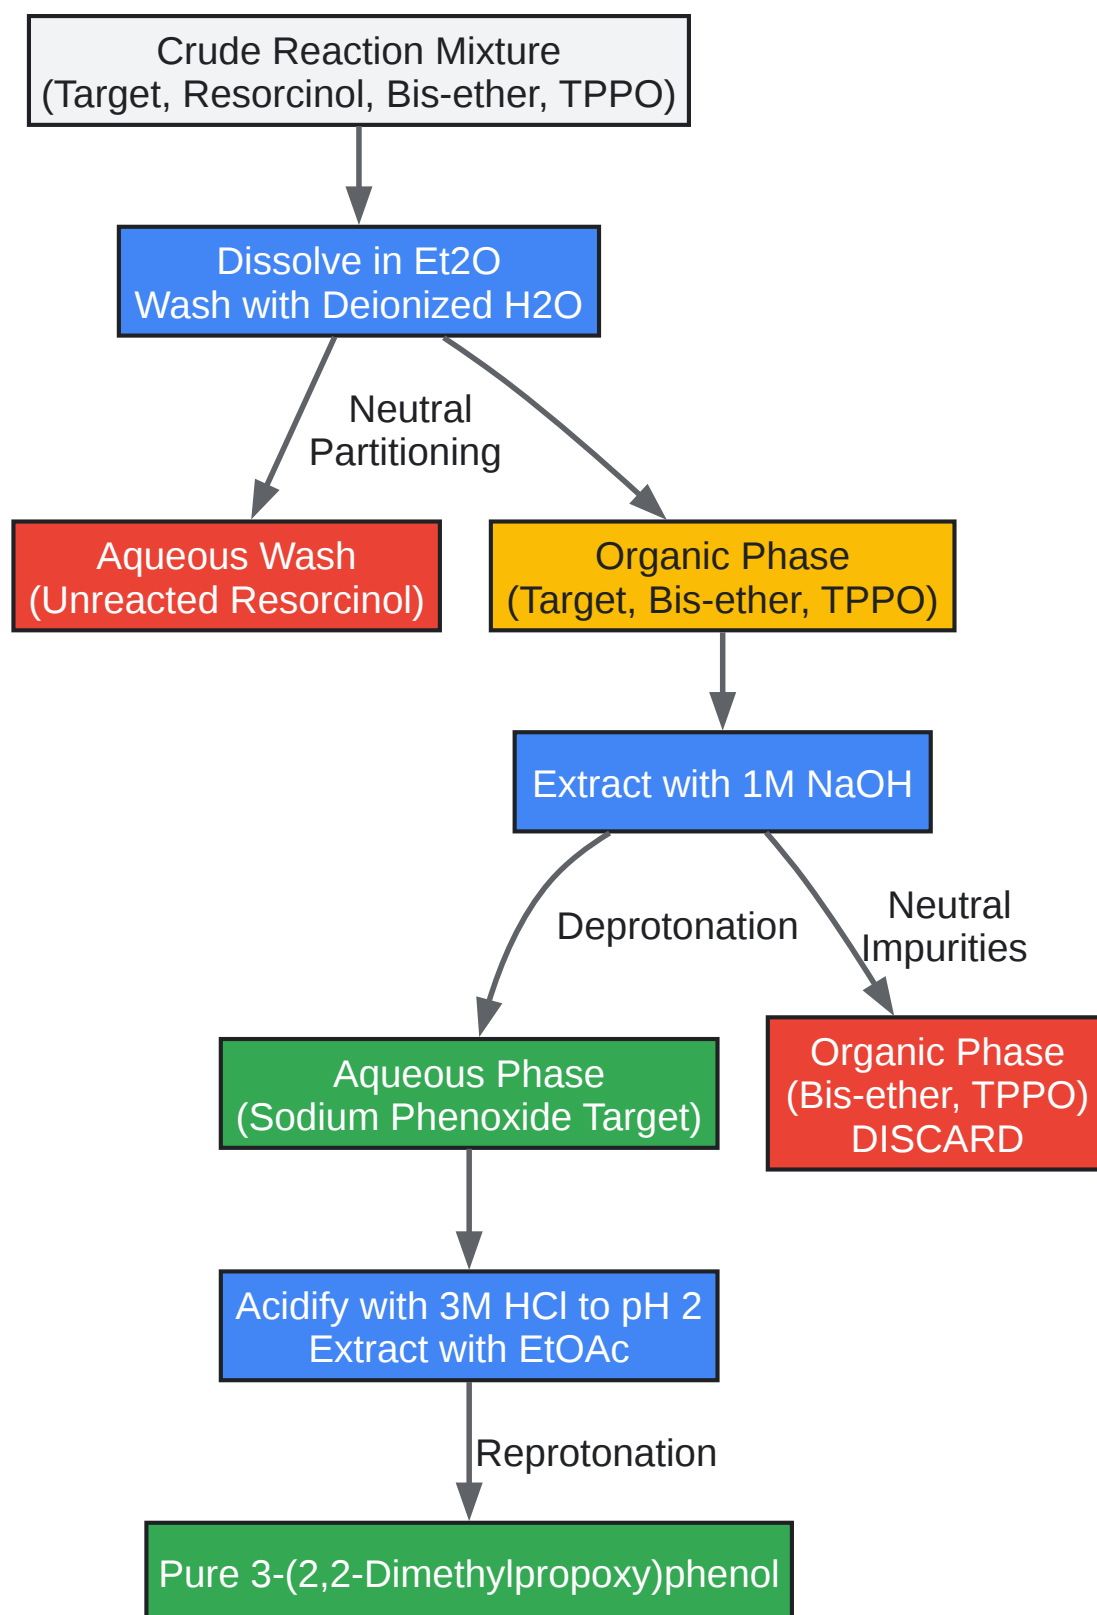 Crude Reaction Mixture
(Target, Resorcinol, Bis-ether, TPPO)
Dissolve in Et2O
Wash with Deionized H2O
Neutral
Partitioning
Aqueous Wash
(Unreacted Resorcinol)
Organic Phase
(Target, Bis-ether, TPPO)
Extract with 1M NaOH
Deprotonation
Neutral
Impurities
Aqueous Phase
(Sodium Phenoxide Target)
Organic Phase
(Bis-ether, TPPO)
DISCARD
Acidify with 3M HCl to pH 2
Extract with EtOAc
Reprotonation
Pure 3-(2,2-Dimethylpropoxy)phenol